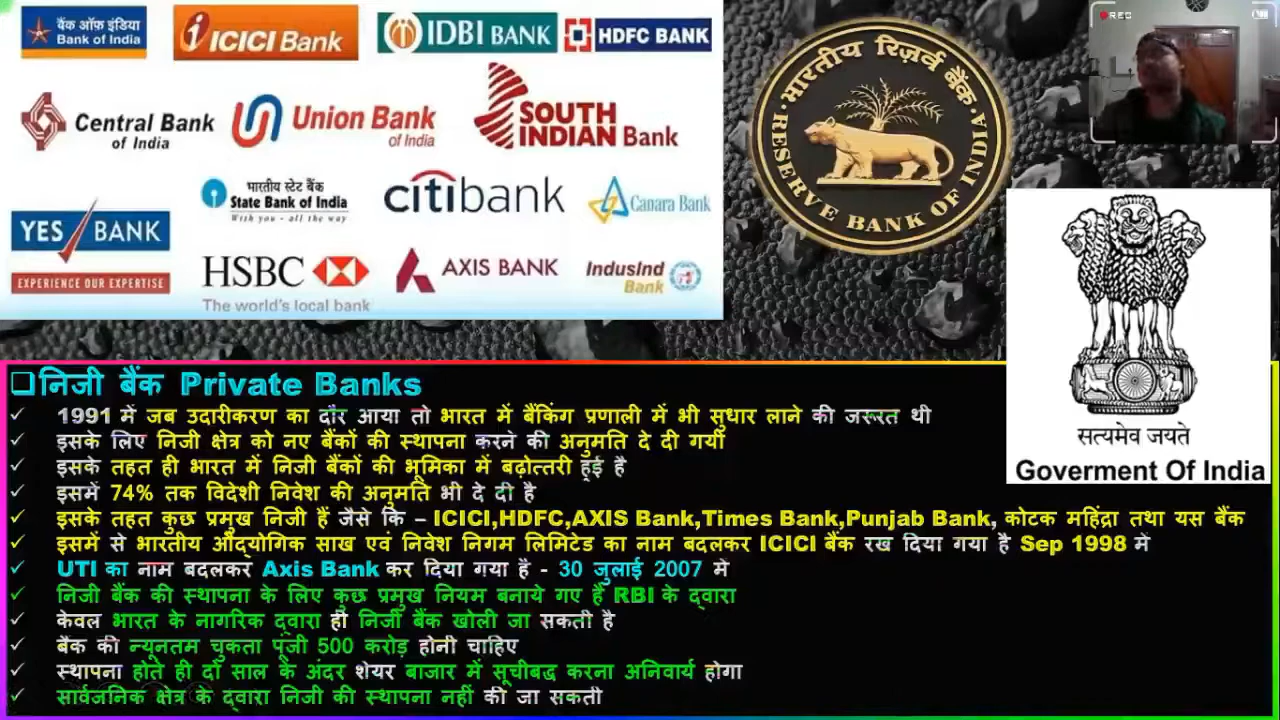 बैंक ऑफ़ इंडिया
Bank of India
ICICI Bank
IDBI BANK
HDFC BANK
Central Bank
of India
Union Bank
of India
SOUTH
INDIAN Bank
YES BANK
EXPERIENCE OUR EXPERTISE
भारतीय स्टेट बैंक
State Bank of India
With you - all the way
citibank
Canara Bank
HSBC
The world's local bank
AXIS BANK
IndusInd
Bank
भारतीय रिज़र्व बैंक
RESERVE BANK OF INDIA
REC
सत्यमेव जयते
Goverment Of India
निजी बैंक Private Banks
1991 में जब उदारीकरण का दौर आया तो भारत में बैंकिंग प्रणाली में भी सुधार लाने की जरूरत थी
इसके लिए निजी क्षेत्र को नए बैंकों की स्थापना करने की अनुमति दे दी गयी
इसके तहत ही भारत में निजी बैंकों की भूमिका में बढ़ोत्तरी हुई है
इसमें 74% तक विदेशी निवेश की अनुमति भी दे दी है
इसके तहत कुछ प्रमुख निजी हैं जैसे कि – ICICI,HDFC,AXIS Bank,Times Bank,Punjab Bank, कोटक महिंद्रा तथा यस बैंक
इसमें से भारतीय औद्योगिक साख एवं निवेश निगम लिमिटेड का नाम बदलकर ICICI बैंक रख दिया गया है Sep 1998 में
UTI का नाम बदलकर Axis Bank कर दिया गया है - 30 जुलाई 2007 में
निजी बैंक की स्थापना के लिए कुछ प्रमुख नियम बनाये गए हैं RBI के द्वारा
केवल भारत के नागरिक द्वारा ही निजी बैंक खोली जा सकती है
बैंक की न्यूनतम चुकता पूंजी 500 करोड़ होनी चाहिए
स्थापना होते ही दो साल के अंदर शेयर बाजार में सूचीबद्ध करना अनिवार्य होगा
सार्वजनिक क्षेत्र के द्वारा निजी की स्थापना नहीं की जा सकती